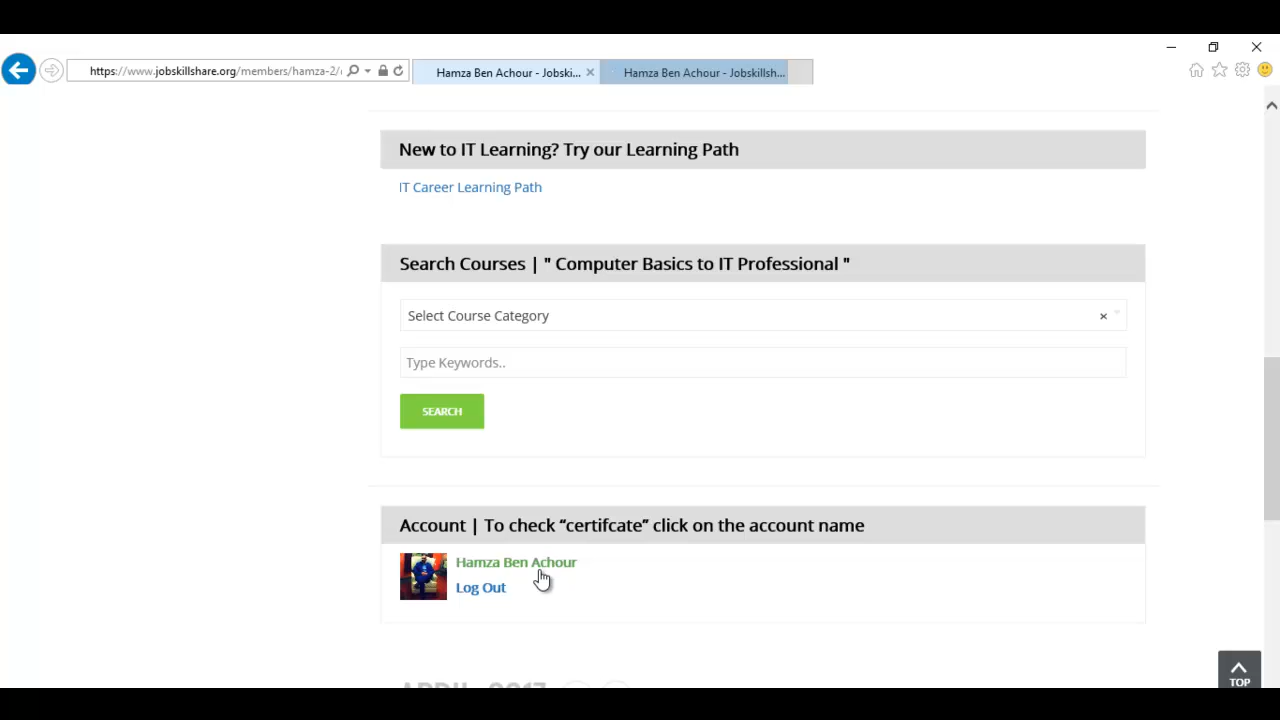 https://www.jobskillshare.org/members/hamza-2/
Hamza Ben Achour - Jobski...
Hamza Ben Achour - Jobskillsh...
New to IT Learning? Try our Learning Path
IT Career Learning Path
Search Courses | " Computer Basics to IT Professional "
Select Course Category
Type Keywords..
SEARCH
Account | To check “certifcate” click on the account name
Hamza Ben Achour
Log Out
TOP